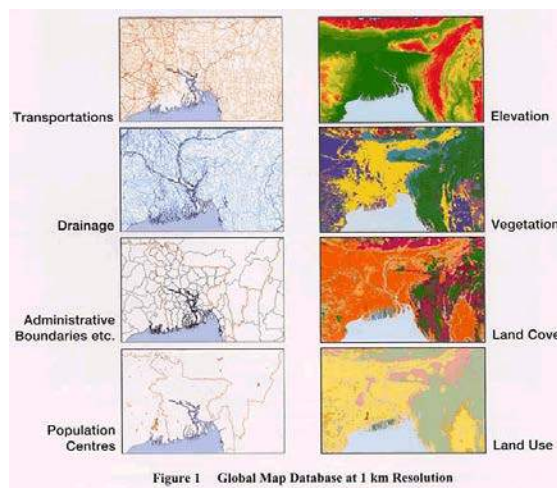 Transportations
Elevation
Drainage
Vegetation
Administrative
Boundaries etc.
Land Cove
Population
Centres
Land Use
Figure 1 Global Map Database at 1 km Resolution